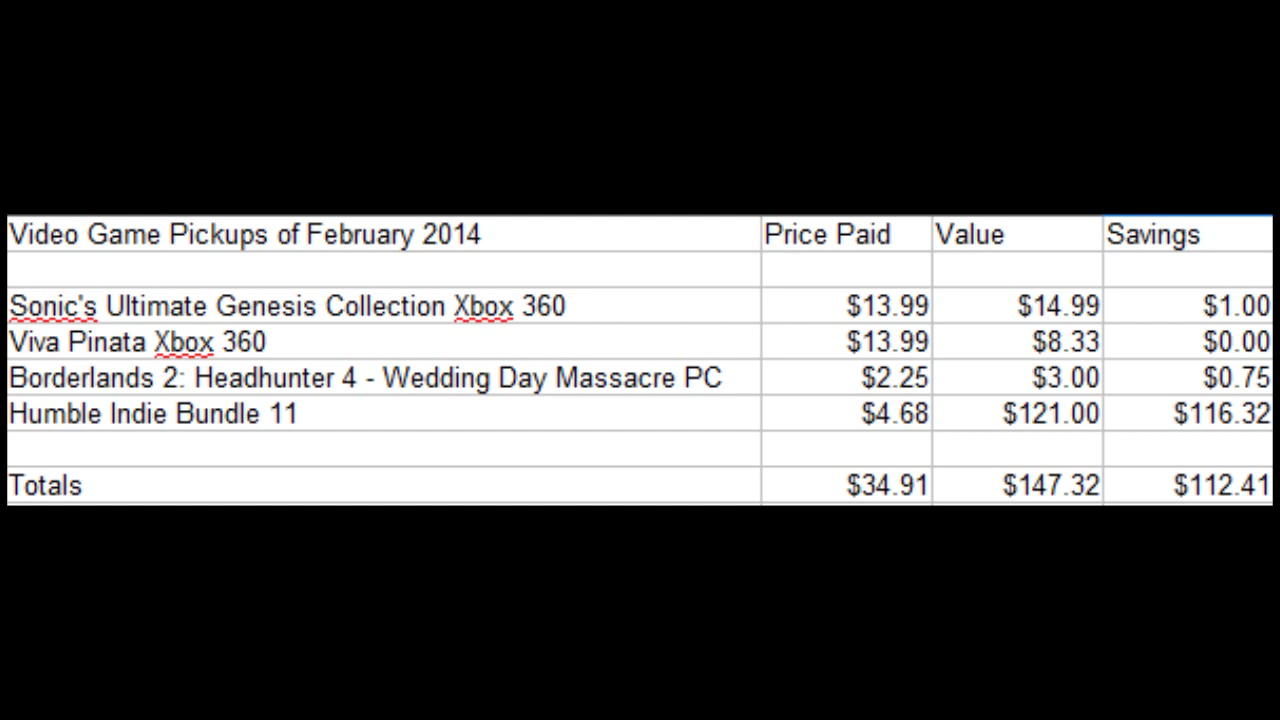 Video Game Pickups of February 2014 Price Paid Value Savings
Sonic's Ultimate Genesis Collection Xbox 360 $13.99 $14.99 $1.00
Viva Pinata Xbox 360 $13.99 $8.33 $0.00
Borderlands 2: Headhunter 4 - Wedding Day Massacre PC $2.25 $3.00 $0.75
Humble Indie Bundle 11 $4.68 $121.00 $116.32
Totals $34.91 $147.32 $112.41